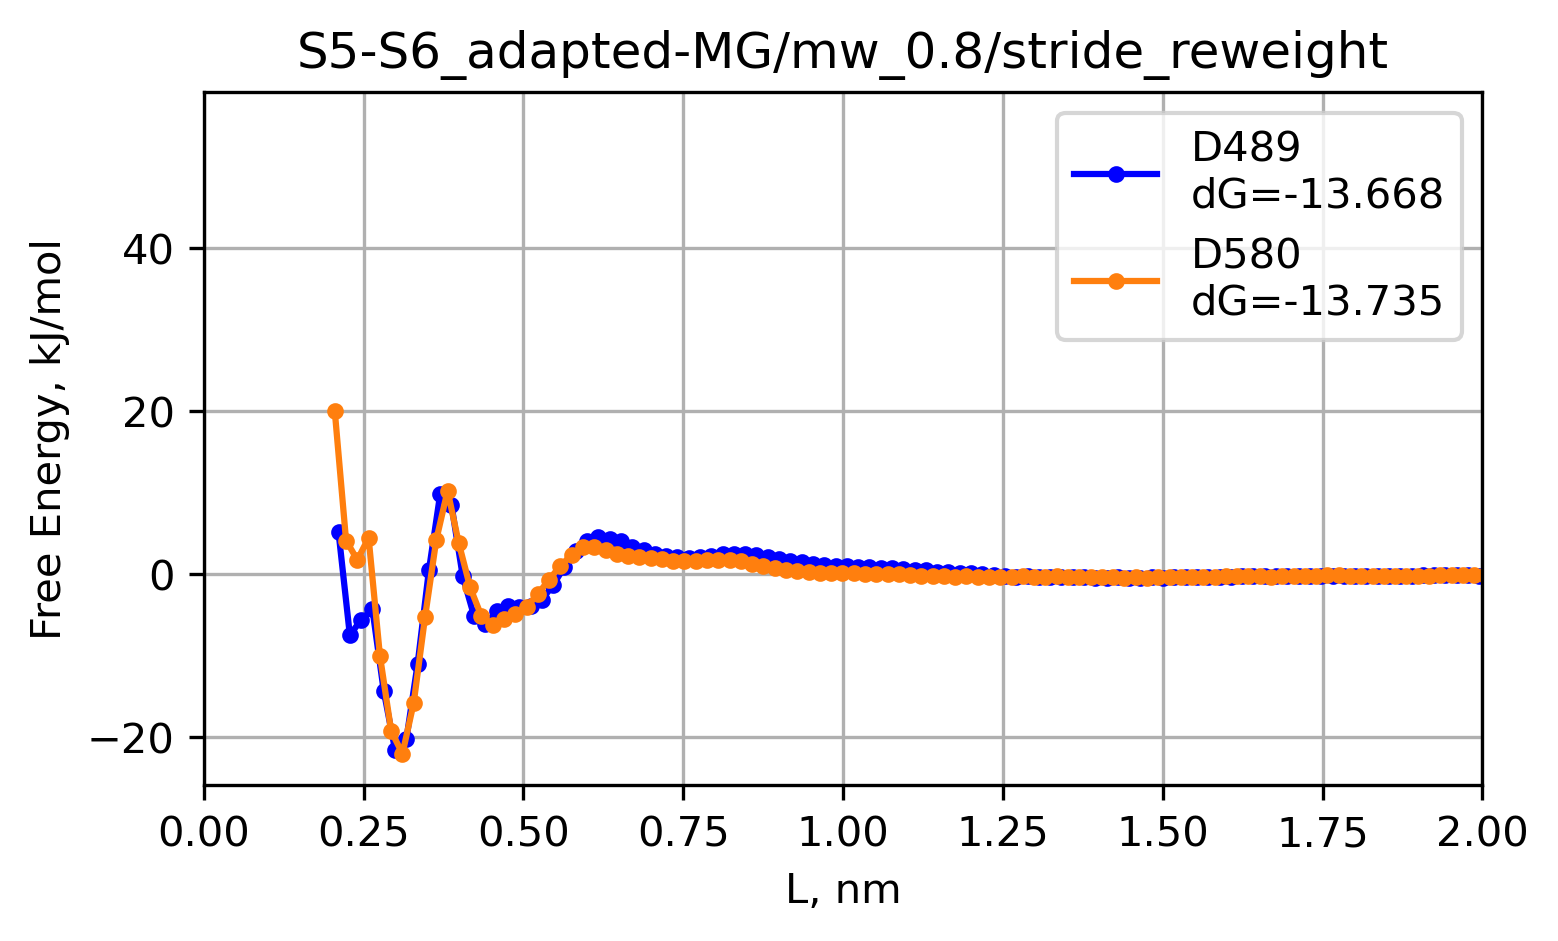 S5-S6_adapted-MG/mw_0.8/stride_reweight
D489
dG=-13.668
D580
dG=-13.735
Free Energy, kJ/mol
40
20
0
−20
0.00 0.25 0.50 0.75 1.00 1.25 1.50 1.75 2.00
L, nm